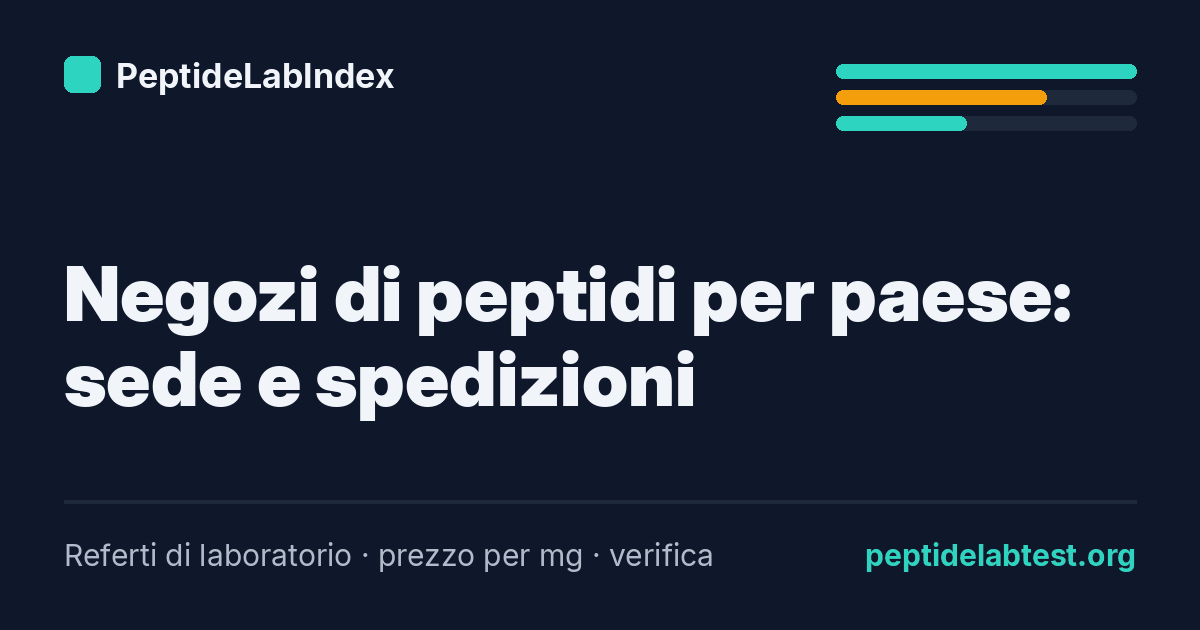 PeptideLabIndex
Negozi di peptidi per paese:
sede e spedizioni
Referti di laboratorio · prezzo per mg · verifica
peptidelabtest.org